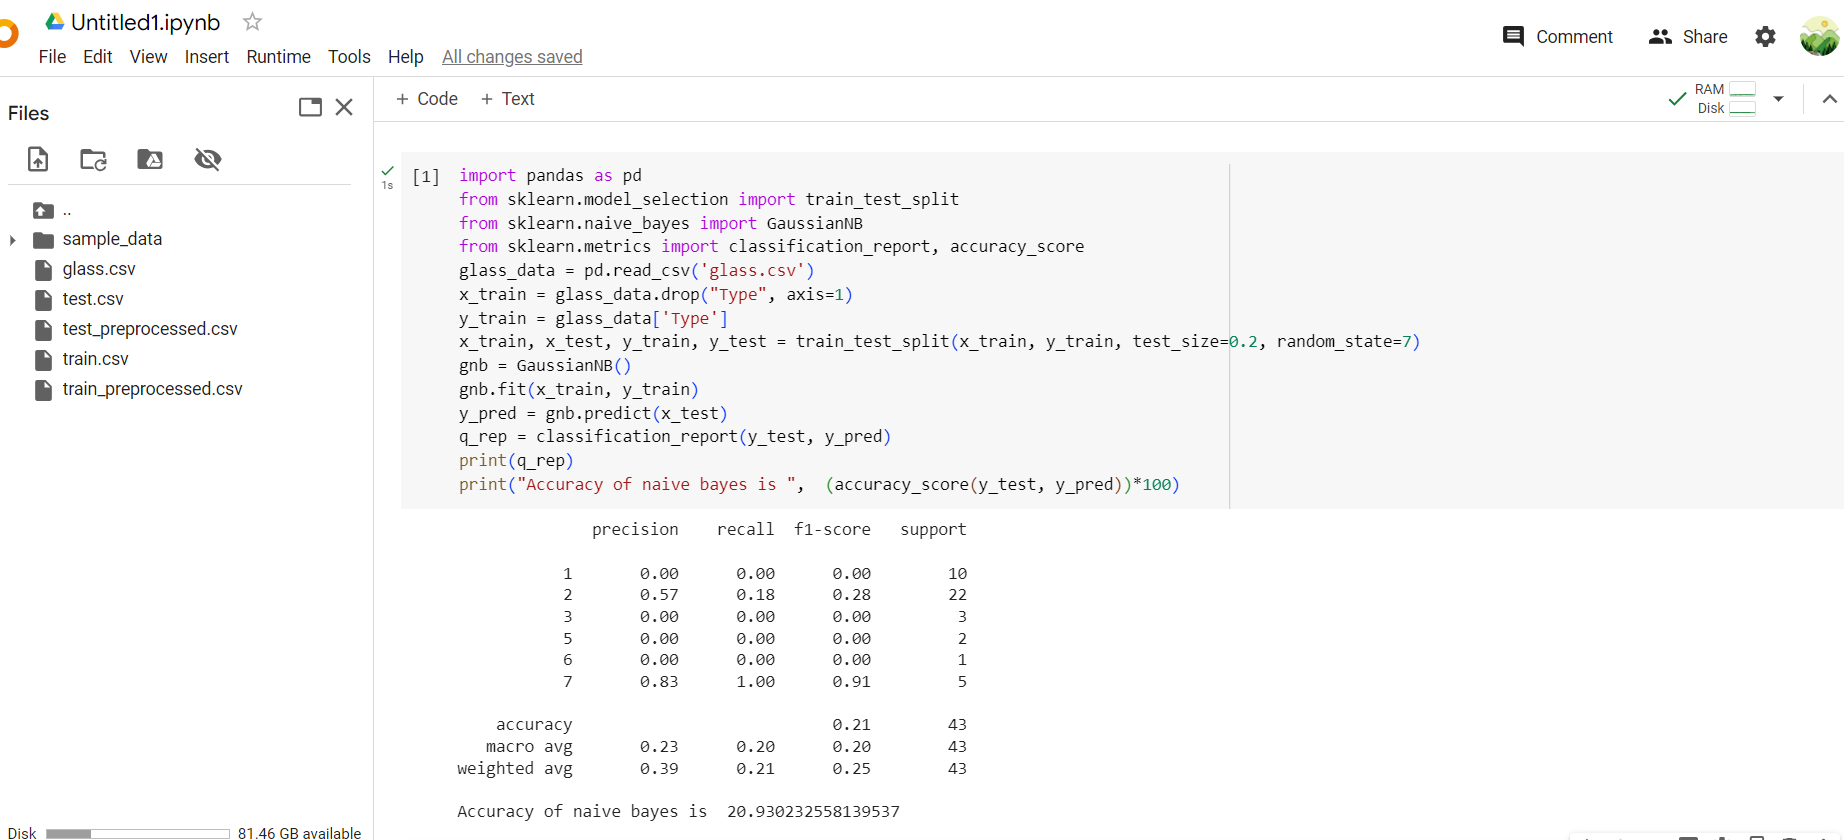 Untitled1.ipynb
File Edit View Insert Runtime Tools Help All changes saved
Comment Share
Files
+ Code + Text
RAM
Disk
..
sample_data
glass.csv
test.csv
test_preprocessed.csv
train.csv
train_preprocessed.csv
Disk 81.46 GB available
1s
[1] import pandas as pd
from sklearn.model_selection import train_test_split
from sklearn.naive_bayes import GaussianNB
from sklearn.metrics import classification_report, accuracy_score
glass_data = pd.read_csv('glass.csv')
x_train = glass_data.drop("Type", axis=1)
y_train = glass_data['Type']
x_train, x_test, y_train, y_test = train_test_split(x_train, y_train, test_size=0.2, random_state=7)
gnb = GaussianNB()
gnb.fit(x_train, y_train)
y_pred = gnb.predict(x_test)
q_rep = classification_report(y_test, y_pred)
print(q_rep)
print("Accuracy of naive bayes is ",  (accuracy_score(y_test, y_pred))*100)
precision recall f1-score support
1 0.00 0.00 0.00 10
2 0.57 0.18 0.28 22
3 0.00 0.00 0.00 3
5 0.00 0.00 0.00 2
6 0.00 0.00 0.00 1
7 0.83 1.00 0.91 5
accuracy 0.21 43
macro avg 0.23 0.20 0.20 43
weighted avg 0.39 0.21 0.25 43
Accuracy of naive bayes is  20.930232558139537